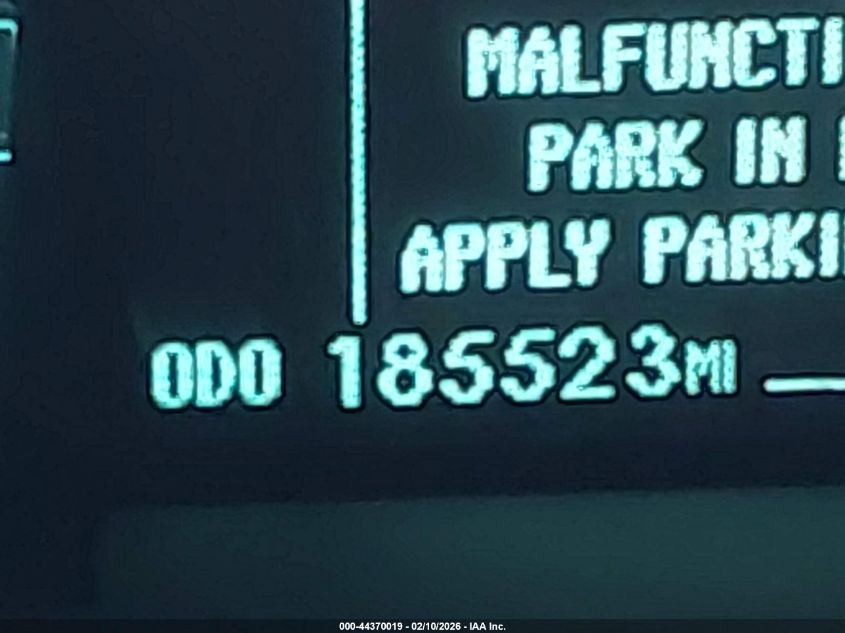 MALFUNCTI
PARK IN
APPLY PARKI
ODO 185523MI
000-44370019 - 02/10/2026 - IAA Inc.